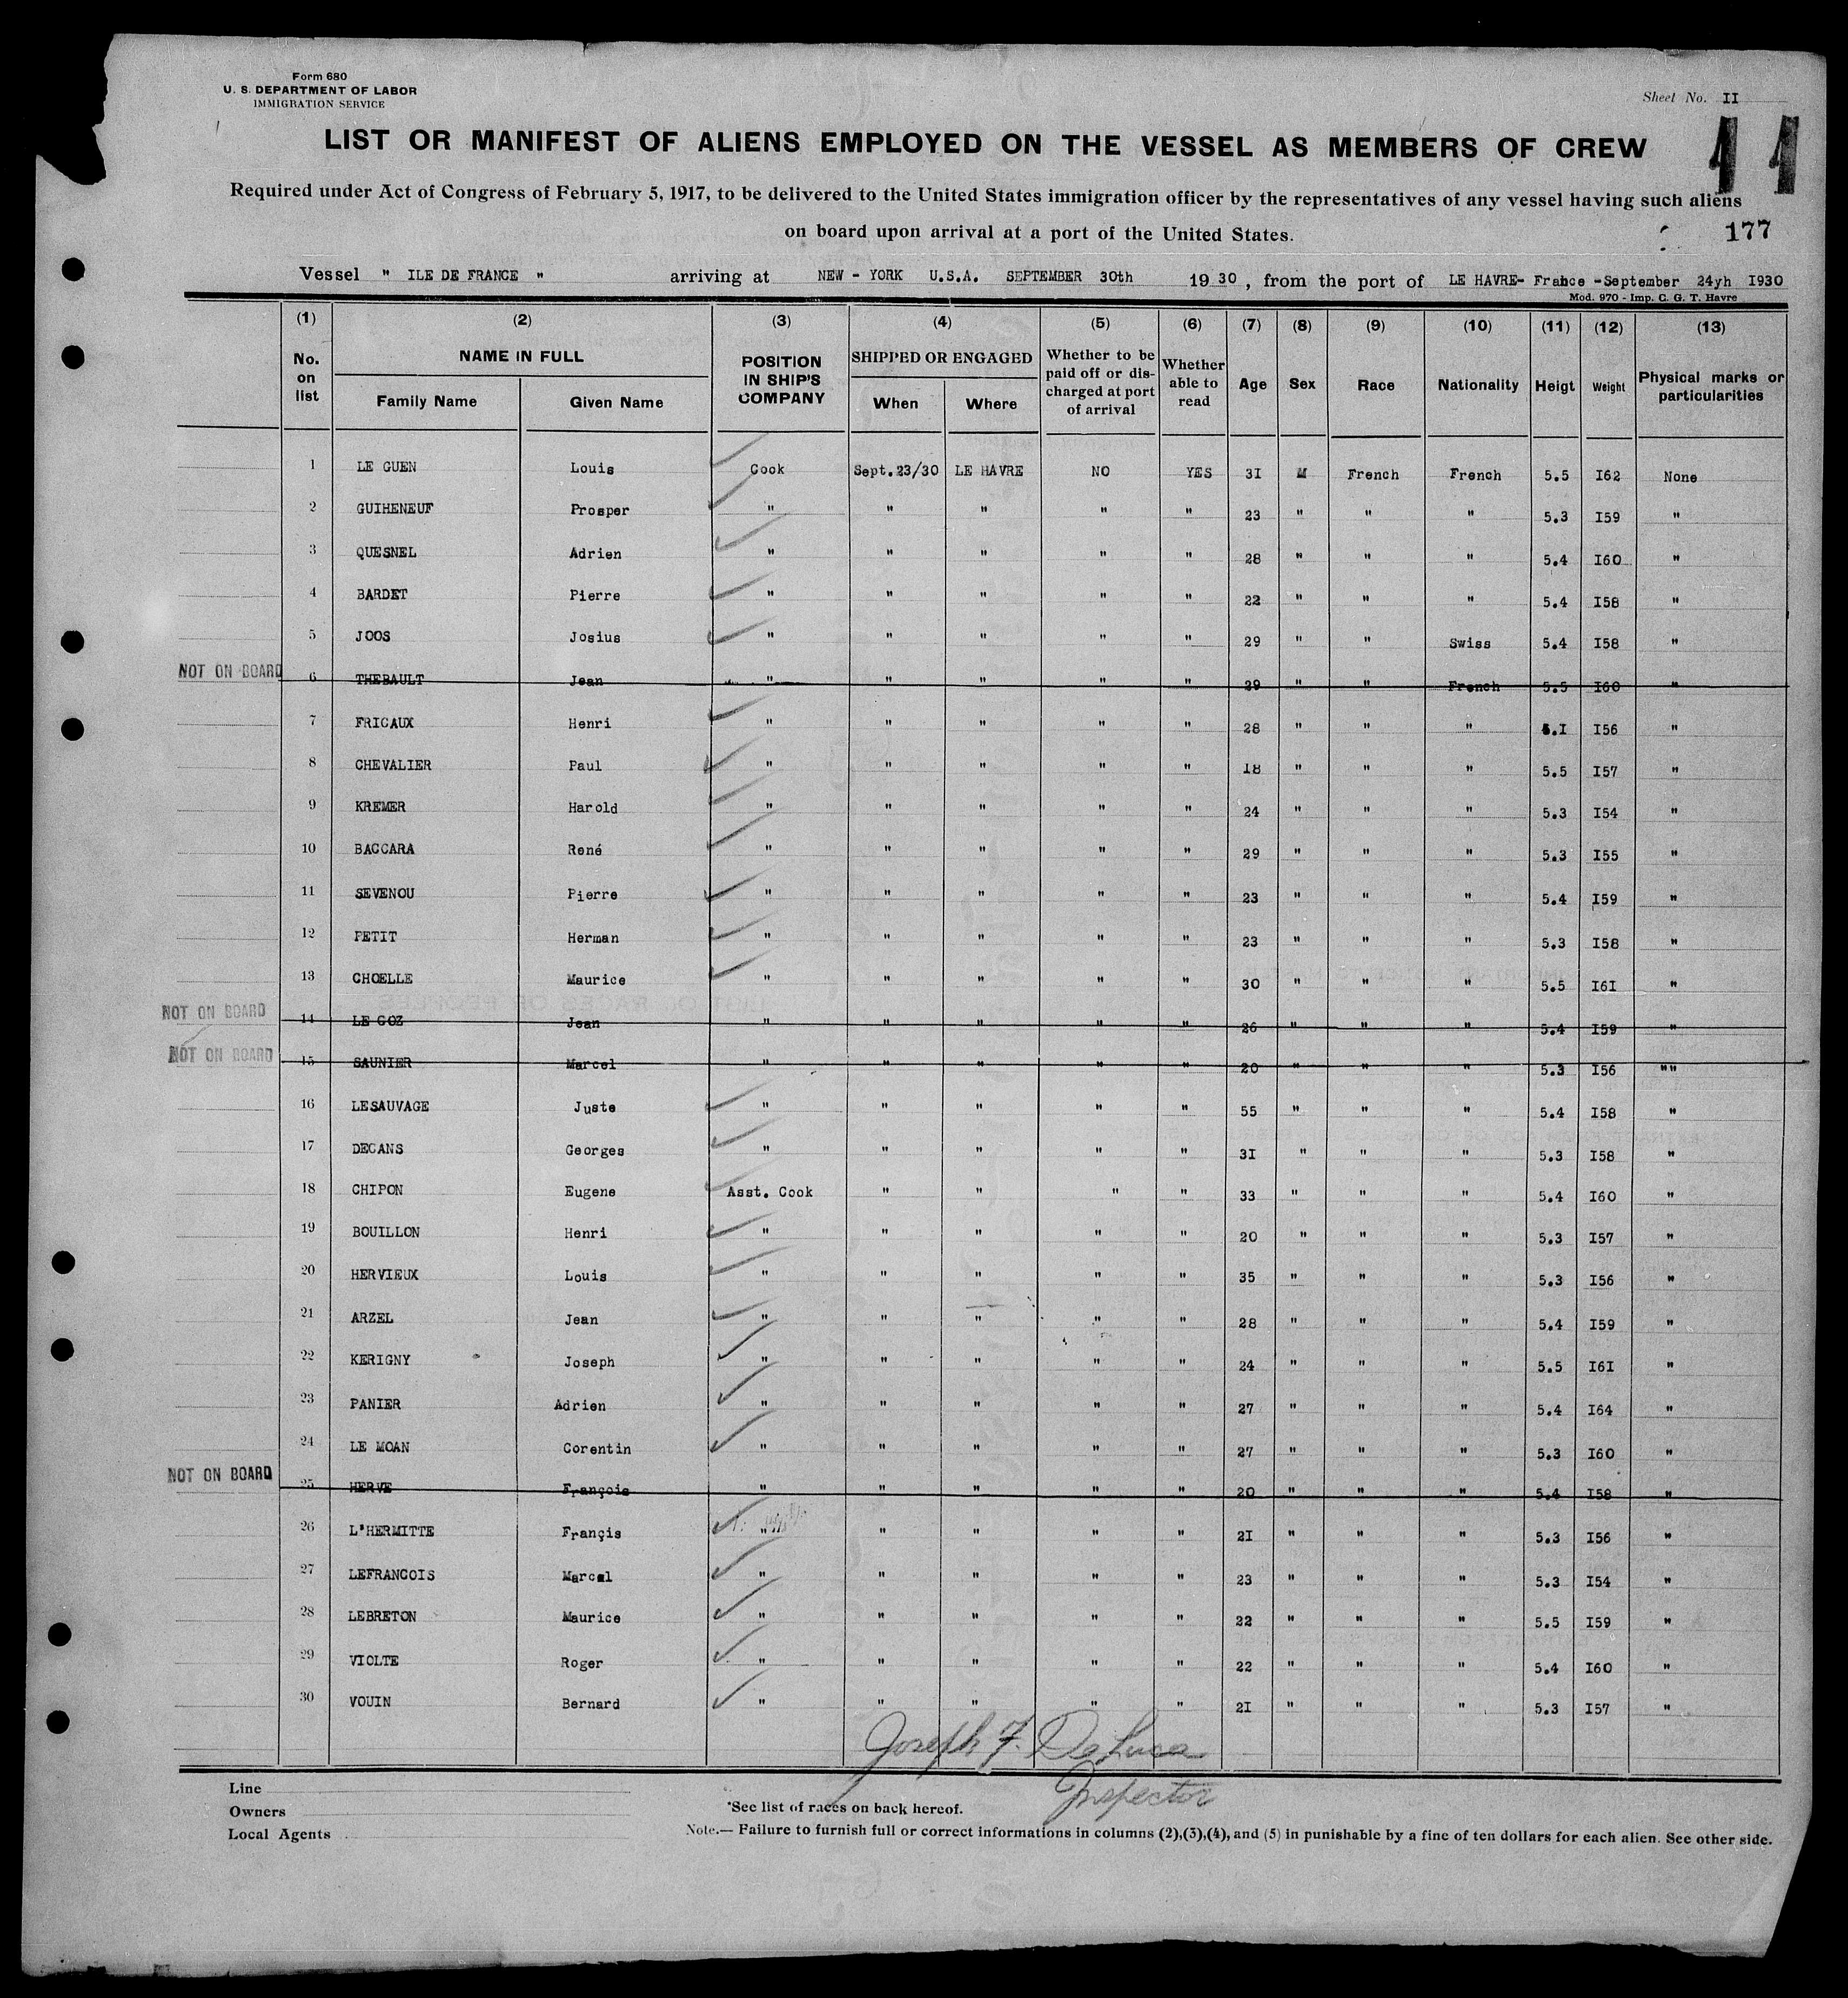 Form 680
U. S. DEPARTMENT OF LABOR
IMMIGRATION SERVICE
Sheet No. II
LIST OR MANIFEST OF ALIENS EMPLOYED ON THE VESSEL AS MEMBERS OF CREW
11
Required under Act of Congress of February 5, 1917, to be delivered to the United States immigration officer by the representatives of any vessel having such aliens
on board upon arrival at a port of the United States.
177
Vessel " ILE DE FRANCE " arriving at NEW - YORK U.S.A. SEPTEMBER 30th 19 30 , from the port of LE HAVRE- France -September 24yh I930
Mod. 970 - Imp. C. G. T. Havre
(1) (2) (3) (4) (5) (6) (7) (8) (9) (10) (11) (12) (13)
No. on list NAME IN FULL Family Name Given Name POSITION IN SHIP'S COMPANY SHIPPED OR ENGAGED When Where Whether to be paid off or discharged at port of arrival Whether able to read Age Sex Race Nationality Heigt Weight Physical marks or particularities
1 LE GUEN Louis Cook Sept.23/30 LE HAVRE NO YES 3I M French French 5.5 I62 None
2 GUIHENEUF Prosper " " " " " 23 " " " 5.3 I59 "
3 QUESNEL Adrien " " " " " 28 " " " 5.4 I60 "
4 BARDET Pierre " " " " " 22 " " " 5.4 I58 "
5 JOOS Josius " " " " " 29 " " Swiss 5.4 I58 "
NOT ON BOARD 6 THEBAULT Jean " " " " " 29 " " French 5.5 I60 "
7 FRICAUX Henri " " " " " 28 " " " 5.I I56 "
8 CHEVALIER Paul " " " " " 18 " " " 5.5 I57 "
9 KREMER Harold " " " " " 24 " " " 5.3 I54 "
10 BACCARA René " " " " " 29 " " " 5.3 I55 "
11 SEVENOU Pierre " " " " " 23 " " " 5.4 I59 "
12 PETIT Herman " " " " " 23 " " " 5.3 I58 "
13 CHOELLE Maurice " " " " " 30 " " " 5.5 I6I "
NOT ON BOARD 14 LE GOZ Jean " " " " " 26 " " " 5.4 I59 "
NOT ON BOARD 15 SAUNIER Marcel " " " " " 20 " " " 5.3 I56 ""
16 LESAUVAGE Juste " " " " " 55 " " " 5.4 I58 "
17 DECANS Georges " " " " " 3I " " " 5.3 I58 "
18 CHIPON Eugene Asst. Cook " " " " 33 " " " 5.4 I60 "
19 BOUILLON Henri " " " " " 20 " " " 5.3 I57 "
20 HERVIEUX Louis " " " " " 35 " " " 5.3 I56 "
21 ARZEL Jean " " " " " 28 " " " 5.4 I59 "
22 KERIGNY Joseph " " " " " 24 " " " 5.5 I6I "
23 PANIER Adrien " " " " " 27 " " " 5.4 I64 "
24 LE MOAN Corentin " " " " " 27 " " " 5.3 I60 "
NOT ON BOARD 25 HERVE François " " " " " 20 " " " 5.4 I58 "
26 L'HERMITTE Françis " " " " " 2I " " " 5.3 I56 "
27 LEFRANCOIS Marcel " " " " " 23 " " " 5.3 I54 "
28 LEBRETON Maurice " " " " " 22 " " " 5.5 I59 "
29 VIOLTE Roger " " " " " 22 " " " 5.4 I60 "
30 VOUIN Bernard " " " " " 2I " " " 5.3 I57 "
Joseph F. DeLuca
Inspector
Line
Owners
Local Agents
*See list of races on back hereof.
Note.— Failure to furnish full or correct informations in columns (2),(3),(4), and (5) in punishable by a fine of ten dollars for each alien. See other side.